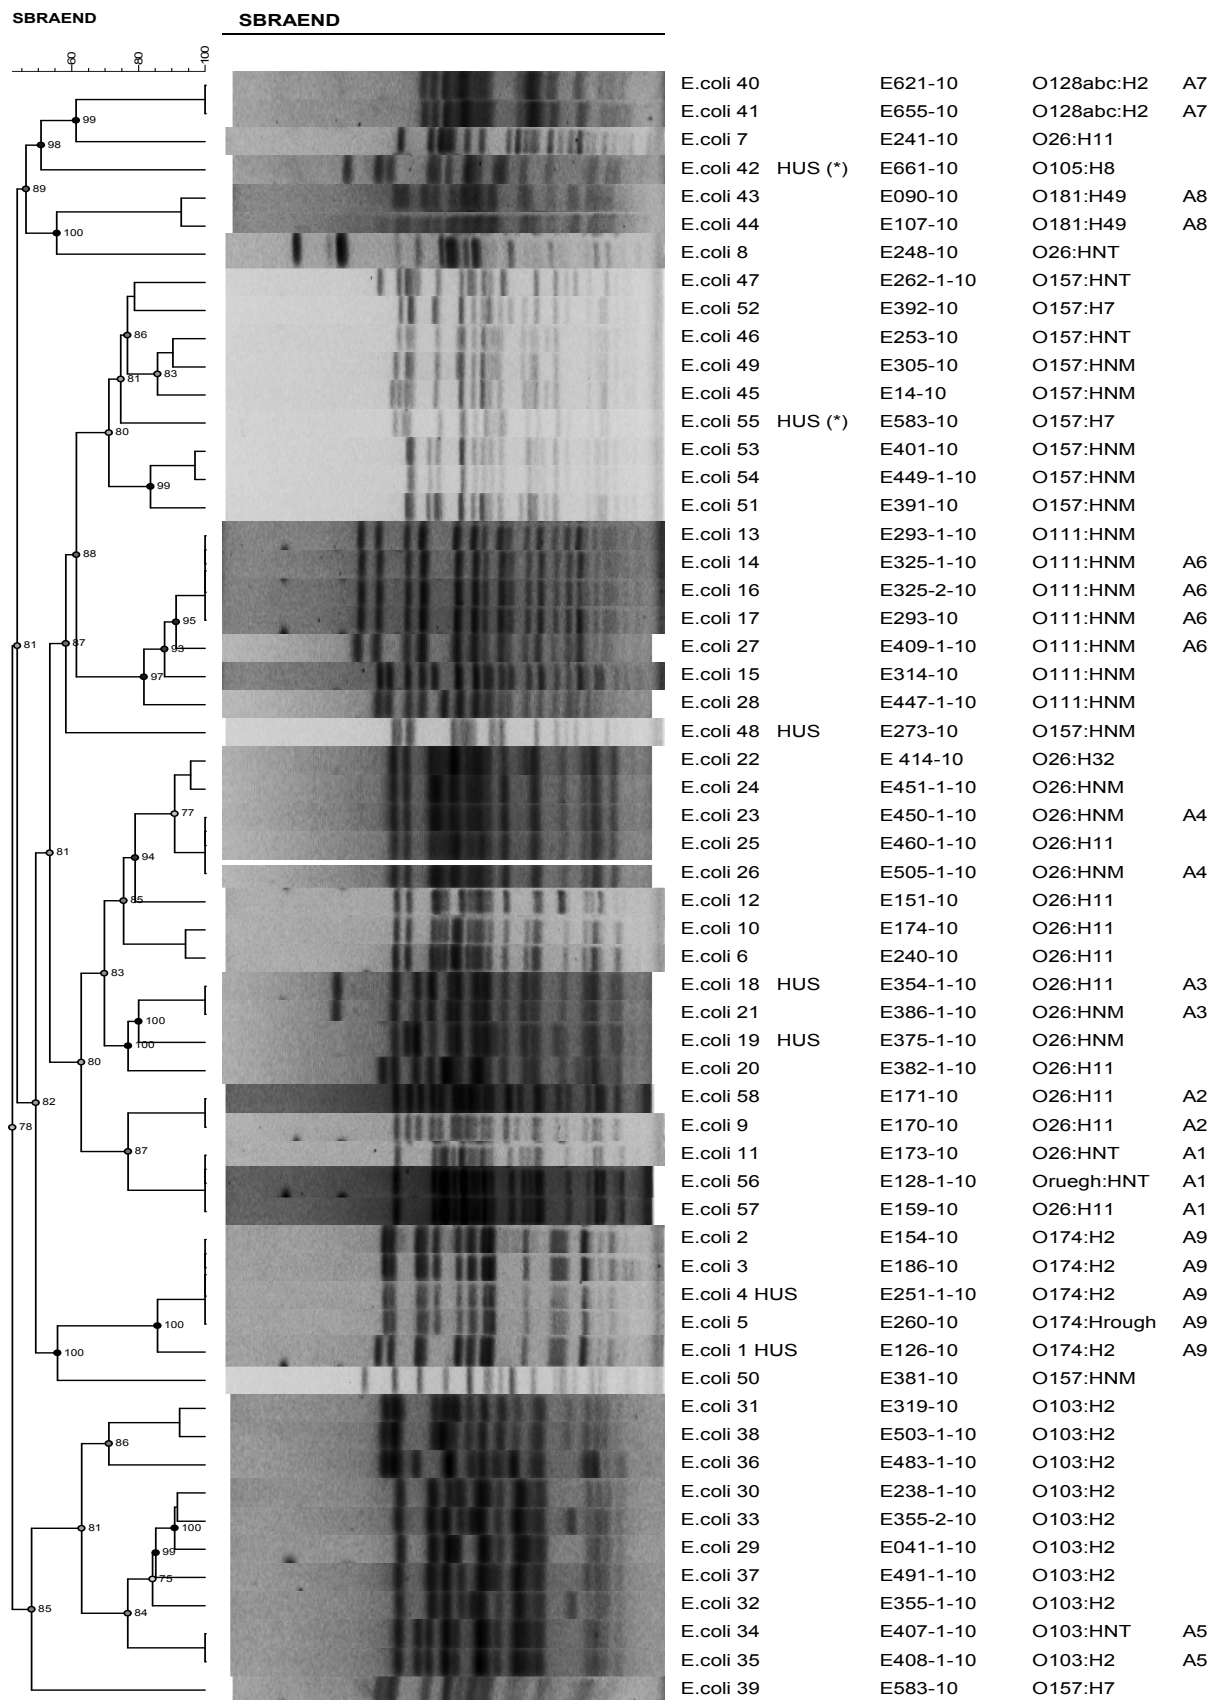 SBRAEND SBRAEND
60 80 100
E.coli 40 E621-10 O128abc:H2 A7
E.coli 41 E655-10 O128abc:H2 A7
99
E.coli 7 E241-10 O26:H11
98
E.coli 42 HUS (*) E661-10 O105:H8
89
E.coli 43 E090-10 O181:H49 A8
E.coli 44 E107-10 O181:H49 A8
100
E.coli 8 E248-10 O26:HNT
E.coli 47 E262-1-10 O157:HNT
E.coli 52 E392-10 O157:H7
86
E.coli 46 E253-10 O157:HNT
E.coli 49 E305-10 O157:HNM
83
81
E.coli 45 E14-10 O157:HNM
E.coli 55 HUS (*) E583-10 O157:H7
80
E.coli 53 E401-10 O157:HNM
E.coli 54 E449-1-10 O157:HNM
99
E.coli 51 E391-10 O157:HNM
E.coli 13 E293-1-10 O111:HNM
88
E.coli 14 E325-1-10 O111:HNM A6
E.coli 16 E325-2-10 O111:HNM A6
E.coli 17 E293-10 O111:HNM A6
95
81 87 93
E.coli 27 E409-1-10 O111:HNM A6
97
E.coli 15 E314-10 O111:HNM
E.coli 28 E447-1-10 O111:HNM
E.coli 48 HUS E273-10 O157:HNM
E.coli 22 E 414-10 O26:H32
E.coli 24 E451-1-10 O26:HNM
77
E.coli 23 E450-1-10 O26:HNM A4
E.coli 25 E460-1-10 O26:H11
81 94
E.coli 26 E505-1-10 O26:HNM A4
85
E.coli 12 E151-10 O26:H11
E.coli 10 E174-10 O26:H11
E.coli 6 E240-10 O26:H11
83
E.coli 18 HUS E354-1-10 O26:H11 A3
E.coli 21 E386-1-10 O26:HNM A3
100
100
E.coli 19 HUS E375-1-10 O26:HNM
80
E.coli 20 E382-1-10 O26:H11
82
E.coli 58 E171-10 O26:H11 A2
78
E.coli 9 E170-10 O26:H11 A2
87
E.coli 11 E173-10 O26:HNT A1
E.coli 56 E128-1-10 Oruegh:HNT A1
E.coli 57 E159-10 O26:H11 A1
E.coli 2 E154-10 O174:H2 A9
E.coli 3 E186-10 O174:H2 A9
E.coli 4 HUS E251-1-10 O174:H2 A9
E.coli 5 E260-10 O174:Hrough A9
100
100
E.coli 1 HUS E126-10 O174:H2 A9
E.coli 50 E381-10 O157:HNM
E.coli 31 E319-10 O103:H2
E.coli 38 E503-1-10 O103:H2
86
E.coli 36 E483-1-10 O103:H2
E.coli 30 E238-1-10 O103:H2
E.coli 33 E355-2-10 O103:H2
81 100
E.coli 29 E041-1-10 O103:H2
99
E.coli 37 E491-1-10 O103:H2
75
E.coli 32 E355-1-10 O103:H2
85 84
E.coli 34 E407-1-10 O103:HNT A5
E.coli 35 E408-1-10 O103:H2 A5
E.coli 39 E583-10 O157:H7